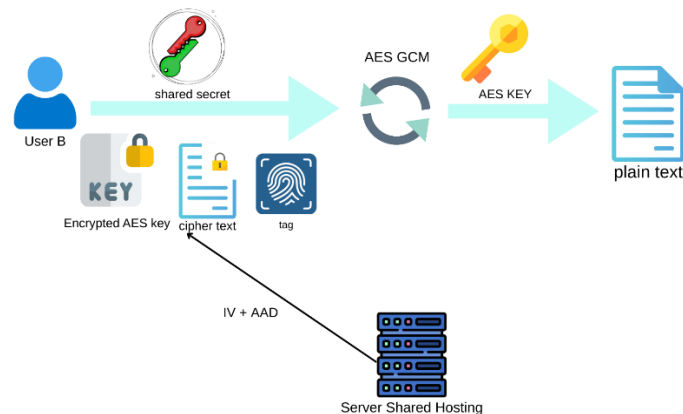 AES GCM
shared secret
AES KEY
User B
KEY
plain text
Encrypted AES key
cipher text
tag
IV + AAD
Server Shared Hosting